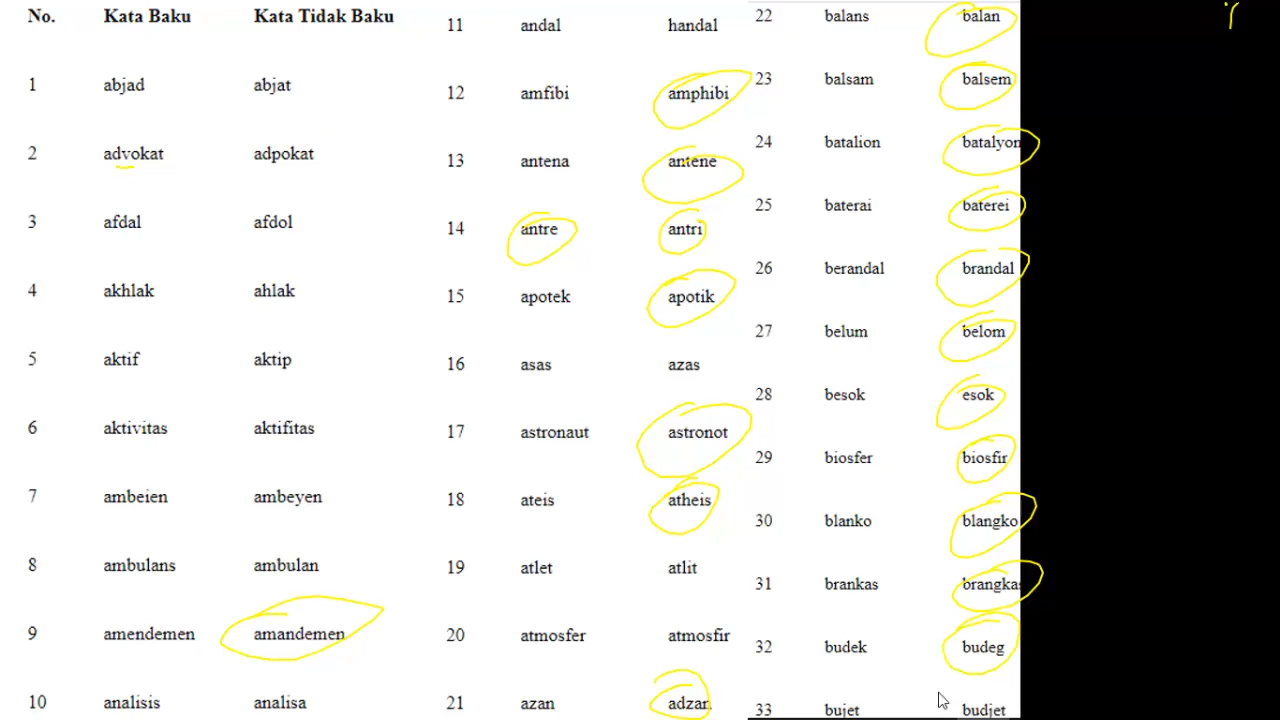 No. Kata Baku Kata Tidak Baku
1 abjad abjat
2 advokat adpokat
3 afdal afdol
4 akhlak ahlak
5 aktif aktip
6 aktivitas aktifitas
7 ambeien ambeyen
8 ambulans ambulan
9 amendemen amandemen
10 analisis analisa
11 andal handal
12 amfibi amphibi
13 antena antene
14 antre antri
15 apotek apotik
16 asas azas
17 astronaut astronot
18 ateis atheis
19 atlet atlit
20 atmosfer atmosfir
21 azan adzan
22 balans balan
23 balsam balsem
24 batalion batalyon
25 baterai baterei
26 berandal brandal
27 belum belom
28 besok esok
29 biosfer biosfir
30 blanko blangko
31 brankas brangkas
32 budek budeg
33 bujet budjet